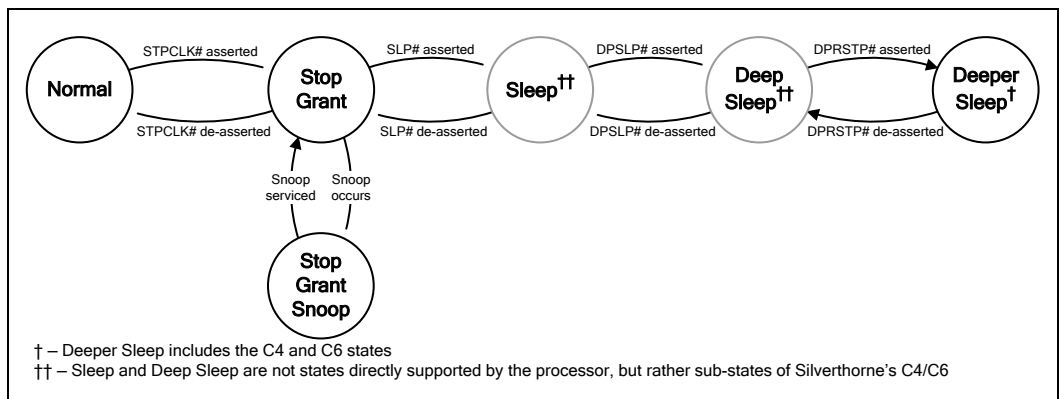 STPCLK# asserted
SLP# asserted
DPSLP# asserted
DPRSTP# asserted
Normal
Stop
Grant
Sleep††
Deep
Sleep††
Deeper
Sleep†
STPCLK# de-asserted
SLP# de-asserted
DPSLP# de-asserted
DPRSTP# de-asserted
Snoop
serviced
Snoop
occurs
Stop
Grant
Snoop
† – Deeper Sleep includes the C4 and C6 states
†† – Sleep and Deep Sleep are not states directly supported by the processor, but rather sub-states of Silverthorne's C4/C6